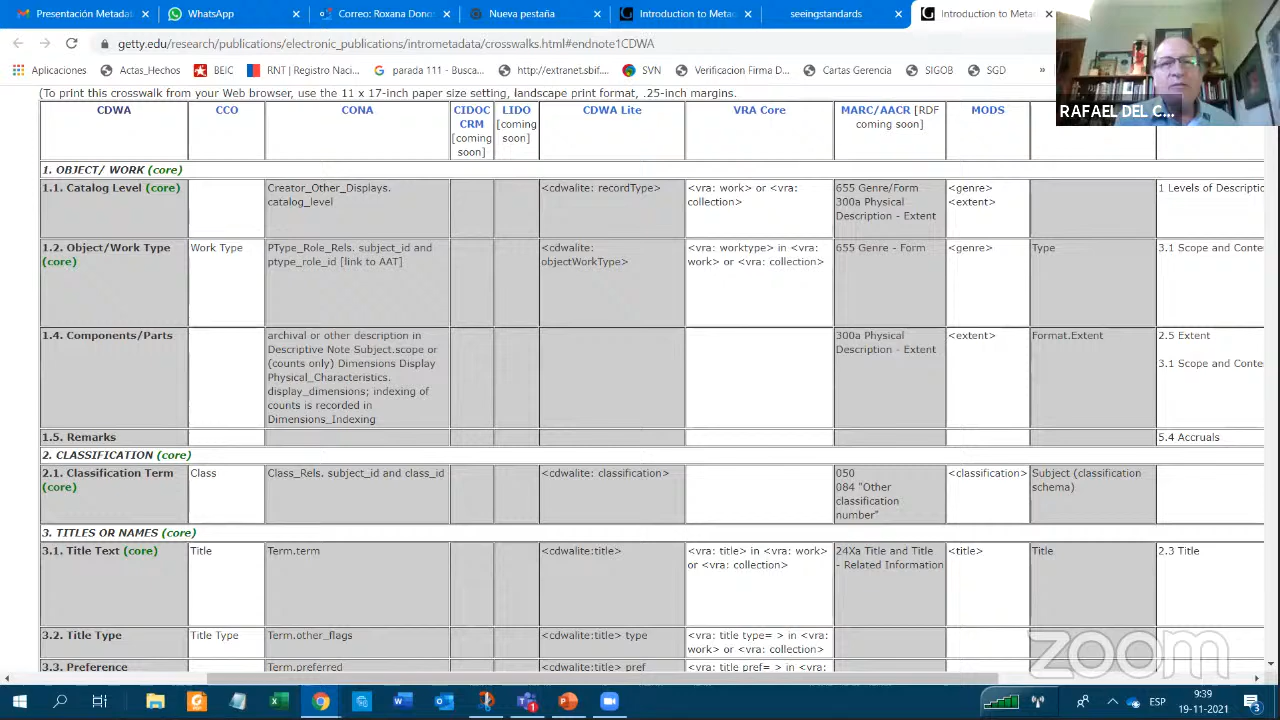 Presentación Metada
WhatsApp
Correo: Roxana Donos
Nueva pestaña
Introduction to Meta
seeingstandards
Introduction to Meta
getty.edu/research/publications/electronic_publications/intrometadata/crosswalks.html#endnote1CDWA
Aplicaciones
Actas_Hechos
BEIC
RNT | Registro Naci...
parada 111 - Busca...
http://extranet.sbif...
SVN
Verificacion Firma D...
Cartas Gerencia
SIGOB
SGD
»
RAFAEL DEL C...
(To print this crosswalk from your Web browser, use the 11 x 17-inch paper size setting, landscape print format, .25-inch margins.
CDWA
CCO
CONA
CIDOC
CRM
[coming
soon]
LIDO
[coming
soon]
CDWA Lite
VRA Core
MARC/AACR [RDF
coming soon]
MODS
1. OBJECT/ WORK (core)
1.1. Catalog Level (core)
Creator_Other_Displays.
catalog_level
<cdwalite: recordType>
<vra: work> or <vra:
collection>
655 Genre/Form
300a Physical
Description - Extent
<genre>
<extent>
1 Levels of Descriptio
1.2. Object/Work Type
(core)
Work Type
PType_Role_Rels. subject_id and
ptype_role_id [link to AAT]
<cdwalite:
objectWorkType>
<vra: worktype> in <vra:
work> or <vra: collection>
655 Genre - Form
<genre>
Type
3.1 Scope and Conte
1.4. Components/Parts
archival or other description in
Descriptive Note Subject.scope or
(counts only) Dimensions Display
Physical_Characteristics.
display_dimensions; indexing of
counts is recorded in
Dimensions_Indexing
300a Physical
Description - Extent
<extent>
Format.Extent
2.5 Extent
3.1 Scope and Conte
1.5. Remarks
5.4 Accruals
2. CLASSIFICATION (core)
2.1. Classification Term
(core)
Class
Class_Rels. subject_id and class_id
<cdwalite: classification>
050
084 "Other
classification
number"
<classification>
Subject (classification
schema)
3. TITLES OR NAMES (core)
3.1. Title Text (core)
Title
Term.term
<cdwalite:title>
<vra: title> in <vra: work>
or <vra: collection>
24Xa Title and Title
- Related Information
<title>
Title
2.3 Title
3.2. Title Type
Title Type
Term.other_flags
<cdwalite:title> type
<vra: title type= > in <vra:
work> or <vra: collection>
3.3. Preference
Term.preferred
<cdwalite:title> pref
<vra: title pref= > in <vra:
zoom
ESP
9:39
19-11-2021
3